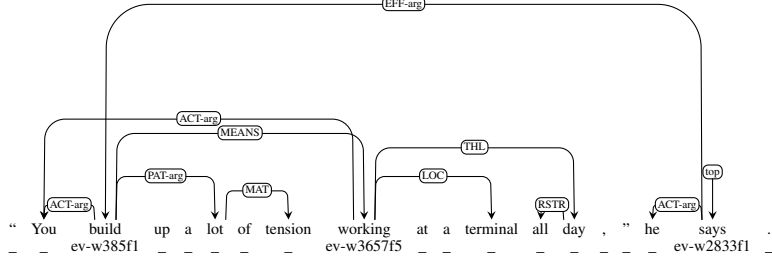 EFF-arg
ACT-arg
MEANS
THL
PAT-arg LOC top
MAT
ACT-arg RSTR ACT-arg
“ You build up a lot of tension working at a terminal all day , ” he says .
_ _ ev-w385f1 _ _ _ _ _ ev-w3657f5 _ _ _ _ _ _ _ _ ev-w2833f1 _